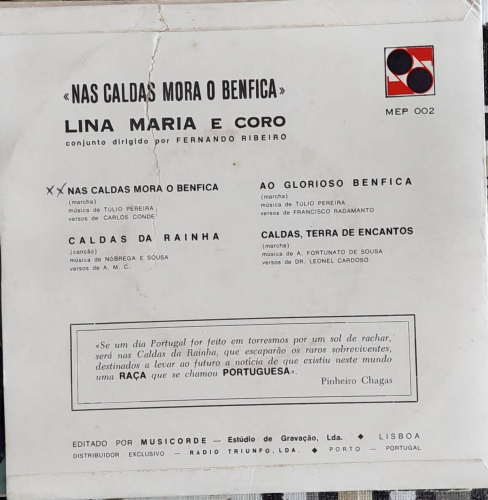 «NAS CALDAS MORA O BENFICA»
MEP 002
LINA MARIA E CORO
conjunto dirigido por FERNANDO RIBEIRO
XX NAS CALDAS MORA O BENFICA
(marcha)
música de TULIO PEREIRA
versos de CARLOS CONDE
CALDAS DA RAINHA
(canção)
música de NOBREGA E SOUSA
versos de A. M. C.
AO GLORIOSO BENFICA
(marcha)
música de TULIO PEREIRA
versos de FRANCISCO RADAMANTO
CALDAS, TERRA DE ENCANTOS
(marcha)
música de A. FORTUNATO DE SOUSA
versos de DR. LEONEL CARDOSO
«Se um dia Portugal for feito em torresmos por um sol de rachar,
será nas Caldas da Rainha, que escaparão os raros sobreviventes,
destinados a levar ao futuro a notícia de que existiu neste mundo
uma RAÇA que se chamou PORTUGUESA».
Pinheiro Chagas
EDITADO POR MUSICORDE — Estúdio de Gravação, Lda. ◆ LISBOA
DISTRIBUIDOR EXCLUSIVO — RADIO TRIUNFO, LDA. ◆ PORTO — PORTUGAL